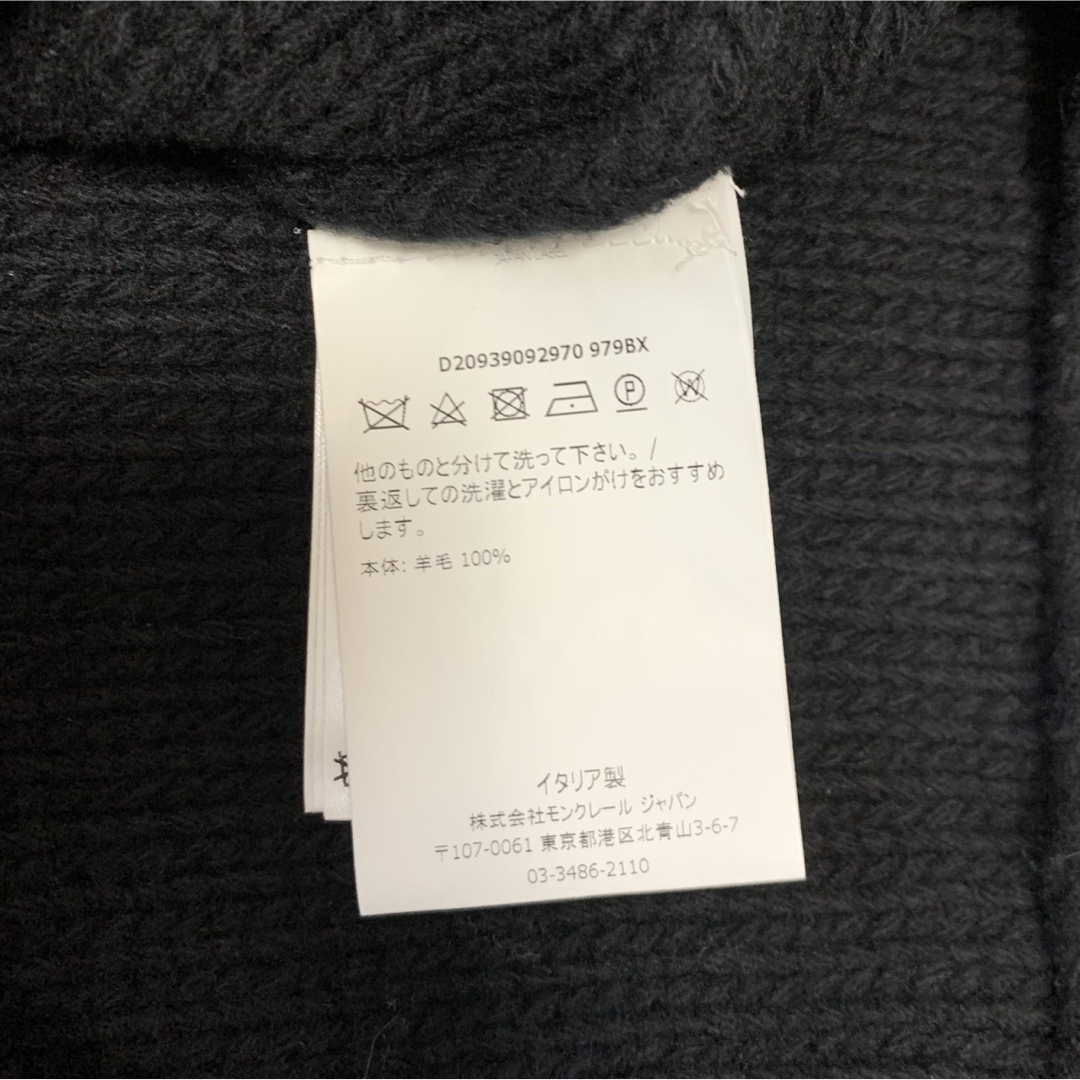 JAPAN LABEL
D20939092970 979BX
P W
他のものと分けて洗って下さい。/
裏返しての洗濯とアイロンがけをおすすめ
します。
本体: 羊毛 100%
イタリア製
株式会社モンクレール ジャパン
〒107-0061 東京都港区北青山3-6-7
03-3486-2110